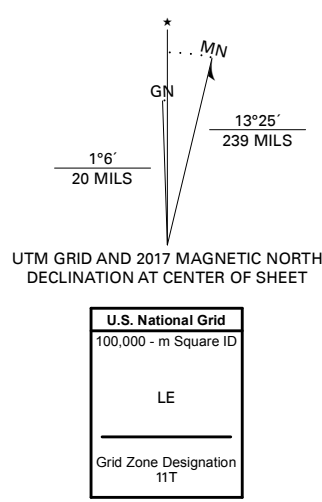 ★
MN
GN
13°25´
239 MILS
1°6´
20 MILS
UTM GRID AND 2017 MAGNETIC NORTH
DECLINATION AT CENTER OF SHEET
U.S. National Grid
100,000 - m Square ID
LE
Grid Zone Designation
11T